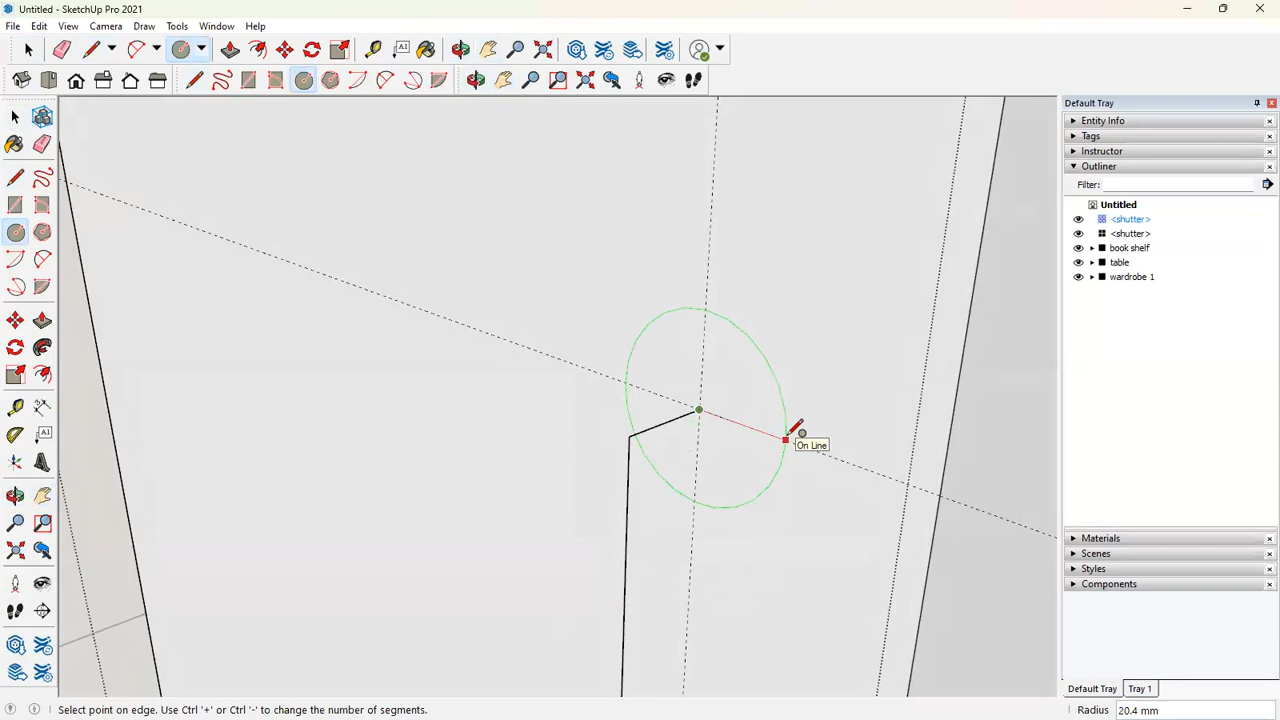 Untitled - SketchUp Pro 2021
File Edit View Camera Draw Tools Window Help
A1
Default Tray
Entity Info
Tags
Instructor
Outliner
Filter:
Untitled
<shutter>
<shutter>
book shelf
table
wardrobe 1
On Line
A1
Materials
Scenes
Styles
Components
Default Tray Tray 1
Select point on edge. Use Ctrl '+' or Ctrl '-' to change the number of segments.
Radius 20.4 mm